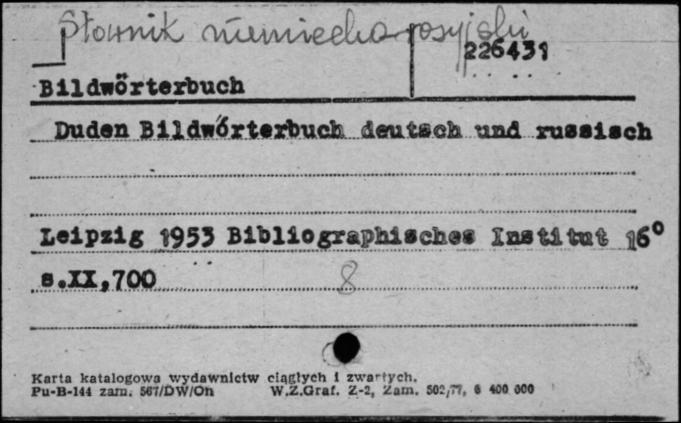 Słownik niemiecko-rosyjski
226431
Bildwörterbuch
Duden Bildwörterbuch deutsch und russisch
Leipzig 1953 Bibliographisches Institut 16°
s.XX,700
8
Karta katalogowa wydawnictw ciągłych i zwartych.
Pu-B-144 zam. 567/DW/Oh W.Z.Graf. Z-2, Zam. 502/77, 6 400 000